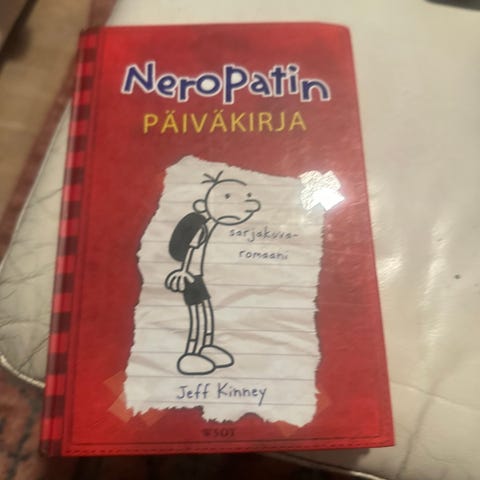 Neropatin
PÄIVÄKIRJA
sarjakuva-
romaani
Jeff Kinney
WSOY